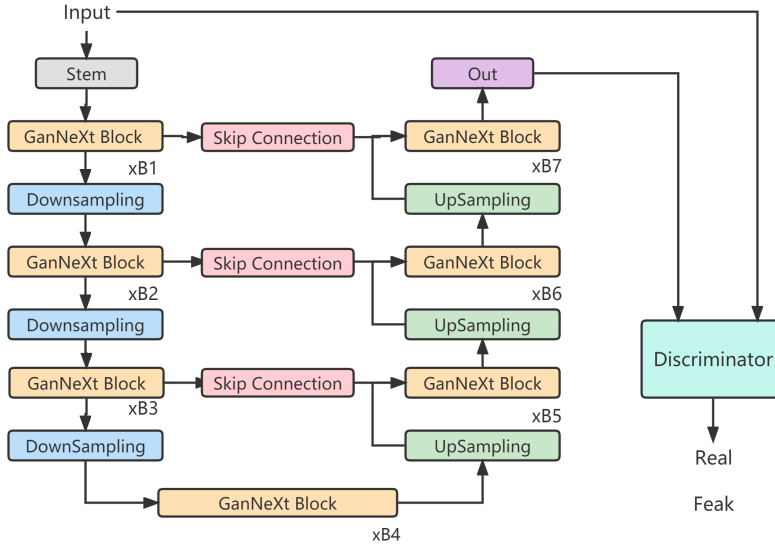 Input
Stem
Out
GanNeXt Block
Skip Connection
GanNeXt Block
xB1
xB7
Downsampling
UpSampling
GanNeXt Block
Skip Connection
GanNeXt Block
xB2
xB6
Downsampling
UpSampling
Discriminator
GanNeXt Block
Skip Connection
GanNeXt Block
xB3
xB5
DownSampling
UpSampling
Real
GanNeXt Block
Feak
xB4